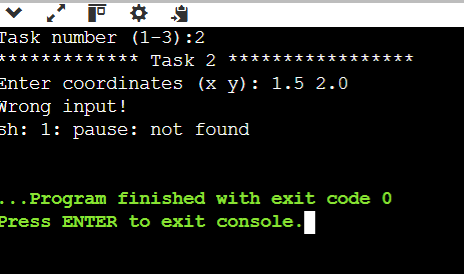 Task number (1-3):2
************* Task 2 *****************
Enter coordinates (x y): 1.5 2.0
Wrong input!
sh: 1: pause: not found
...Program finished with exit code 0
Press ENTER to exit console.